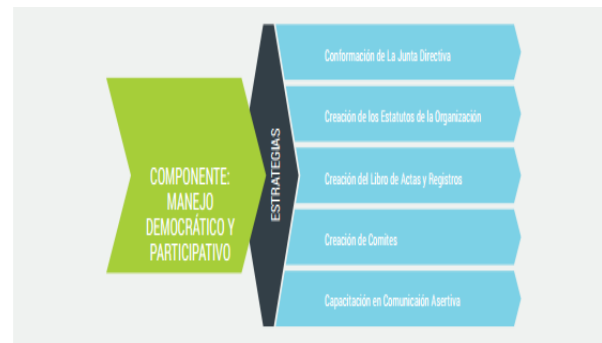 COMPONENTE:
MANEJO
DEMOCRÁTICO Y
PARTICIPATIVO
ESTRATEGIAS
Conformación de La Junta Directiva
Creación de los Estatutos de la Organización
Creación del Libro de Actas y Registros
Creación de Comites
Capacitación en Comunicaión Asertiva